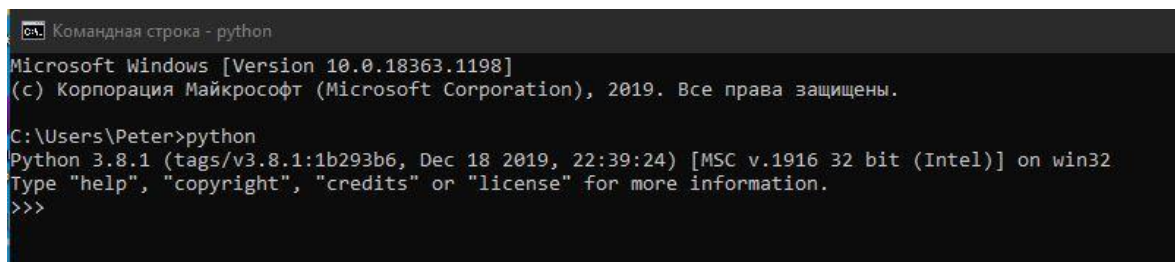 Командная строка - python
Microsoft Windows [Version 10.0.18363.1198]
(c) Корпорация Майкрософт (Microsoft Corporation), 2019. Все права защищены.
C:\Users\Peter>python
Python 3.8.1 (tags/v3.8.1:1b293b6, Dec 18 2019, 22:39:24) [MSC v.1916 32 bit (Intel)] on win32
Type "help", "copyright", "credits" or "license" for more information.
>>>